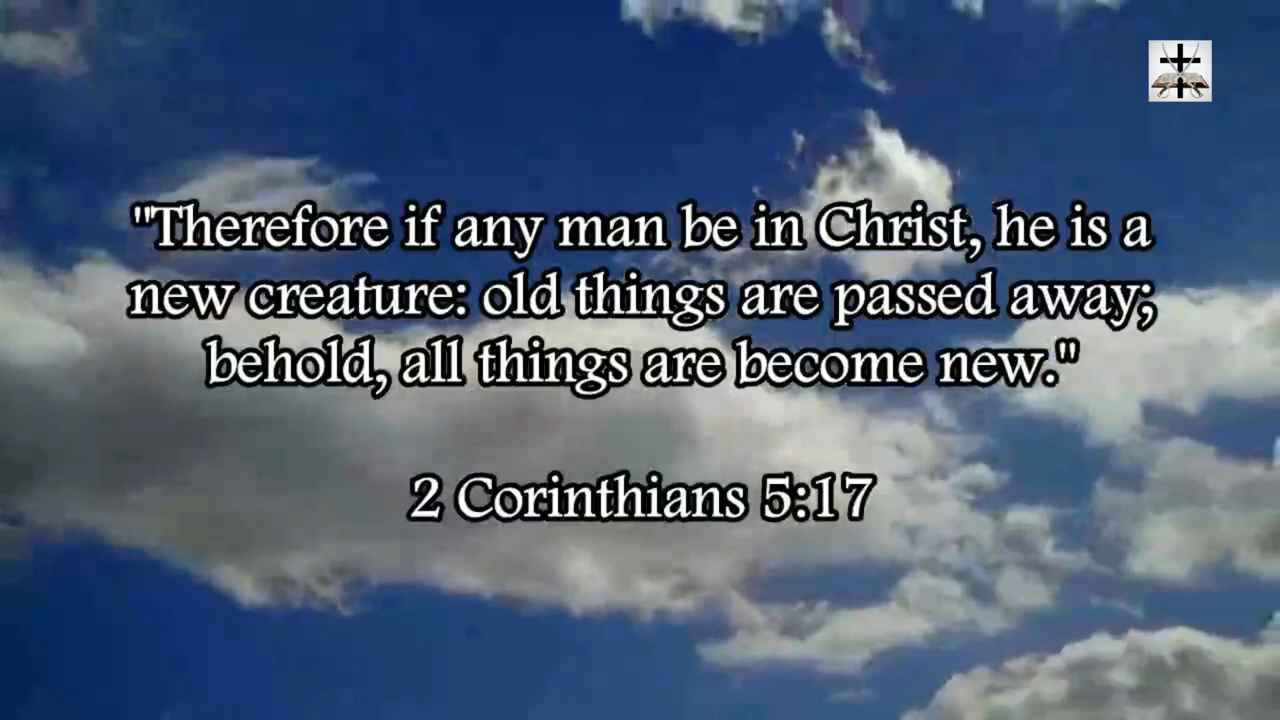 "Therefore if any man be in Christ, he is a
new creature: old things are passed away;
behold, all things are become new."
2 Corinthians 5:17